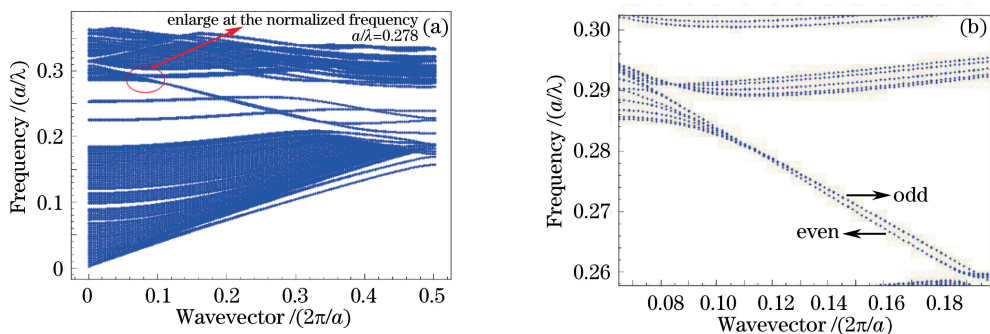 enlarge at the normalized frequency
a/λ=0.278
(a)
Frequency /(a/λ)
0.3
0.2
0.1
0
0 0.1 0.2 0.3 0.4 0.5
Wavevector /(2π/a)
(b)
Frequency /(a/λ)
0.30
0.29
0.28
0.27
0.26
odd
even
0.08 0.10 0.12 0.14 0.16 0.18
Wavevector /(2π/a)